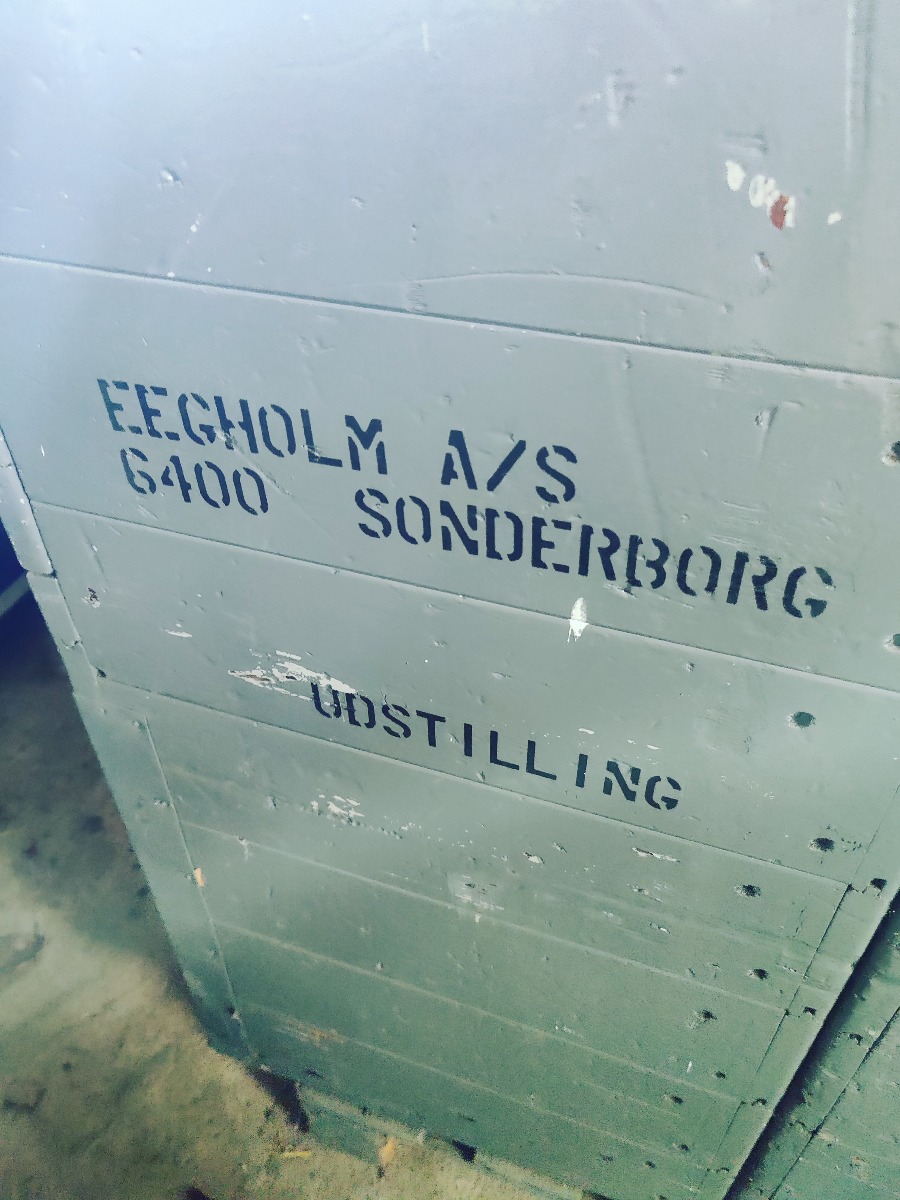 EEGHOLM A/S
6400 SONDERBORG
UDSTILLING